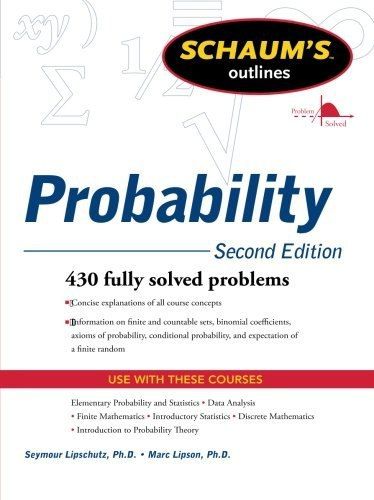 xy)
SCHAUM'S
outlines
Problem
Solved
Probability
Second Edition
430 fully solved problems
Concise explanations of all course concepts
Information on finite and countable sets, binomial coefficients,
axioms of probability, conditional probability, and expectation of
a finite random
USE WITH THESE COURSES
Elementary Probability and Statistics • Data Analysis
• Finite Mathematics • Introductory Statistics • Discrete Mathematics
• Introduction to Probability Theory
Seymour Lipschutz, Ph.D. • Marc Lipson, Ph.D.